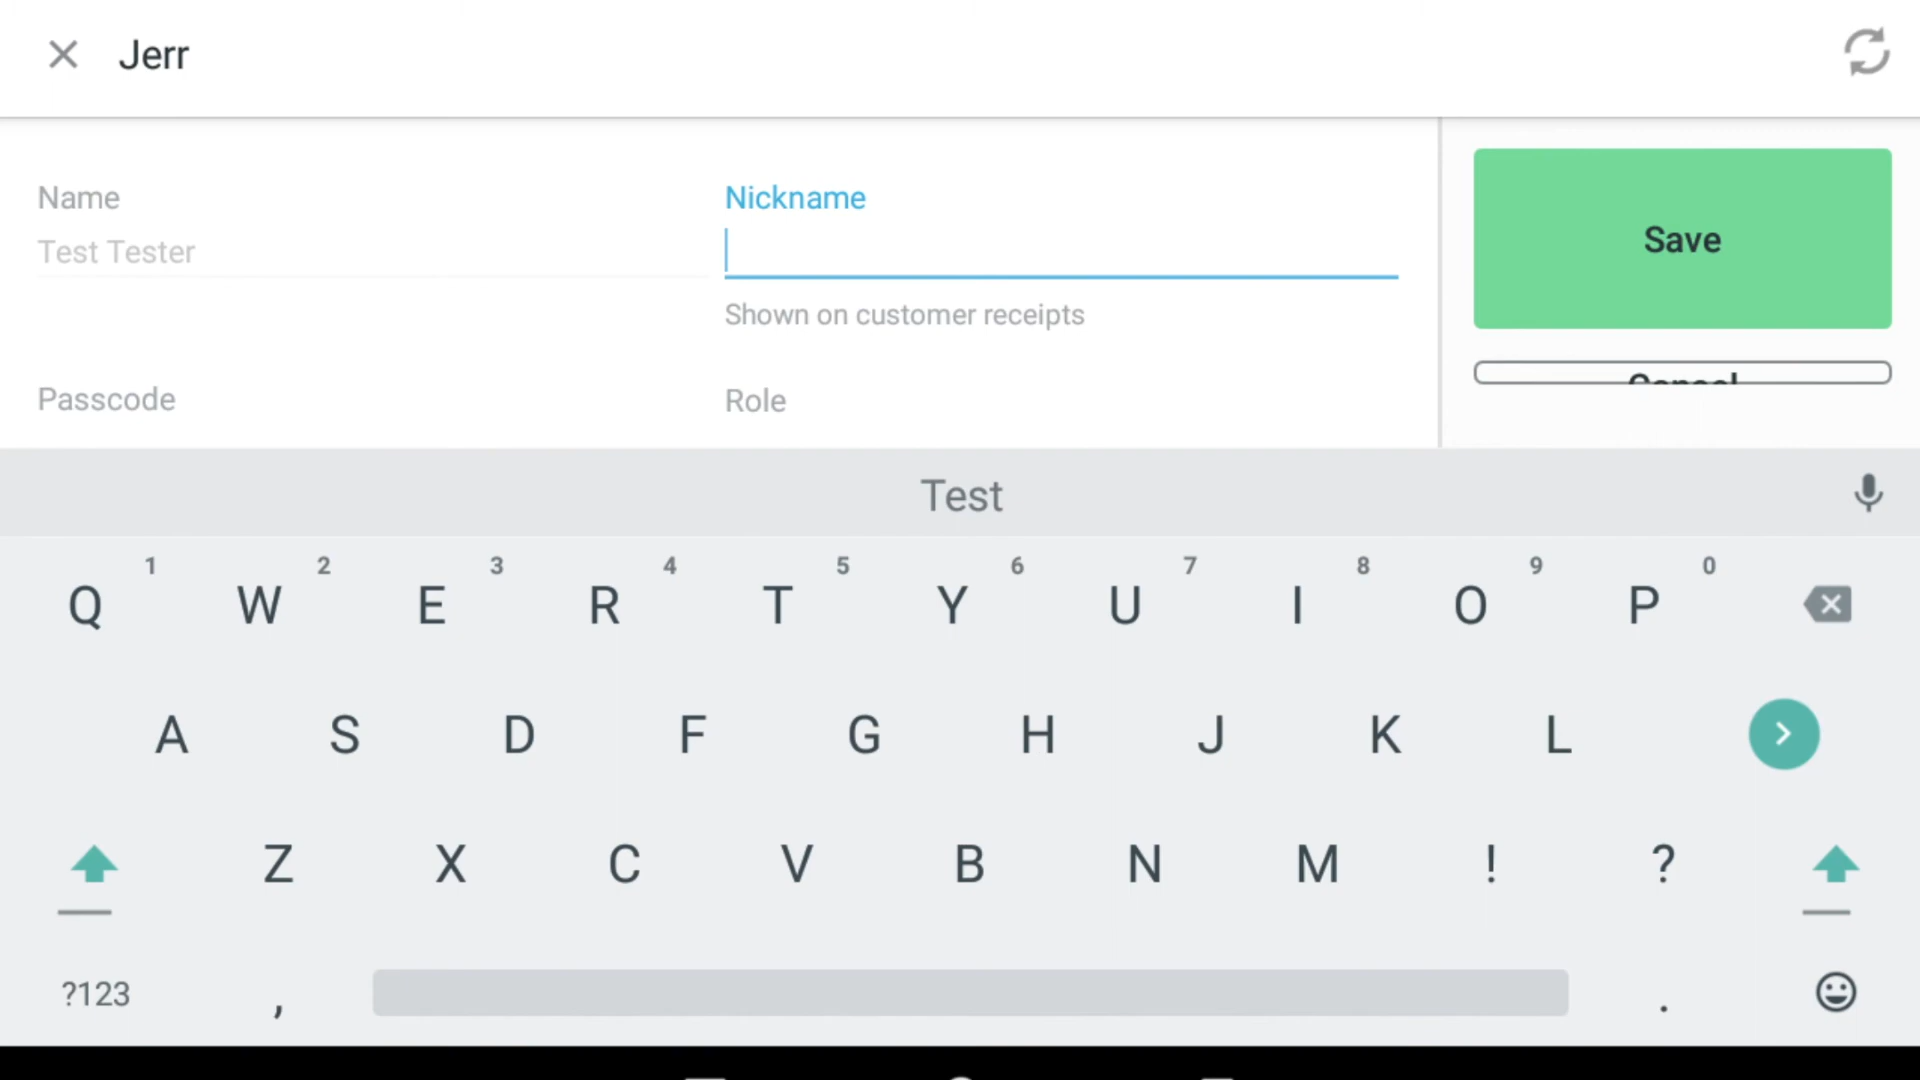 Jerr
Name
Nickname
Test Tester
Shown on customer receipts
Save
Cancel
Passcode
Role
Test
1 2 3 4 5 6 7 8 9 0
Q W E R T Y U I O P
A S D F G H J K L
Z X C V B N M ! ?
?123 , .